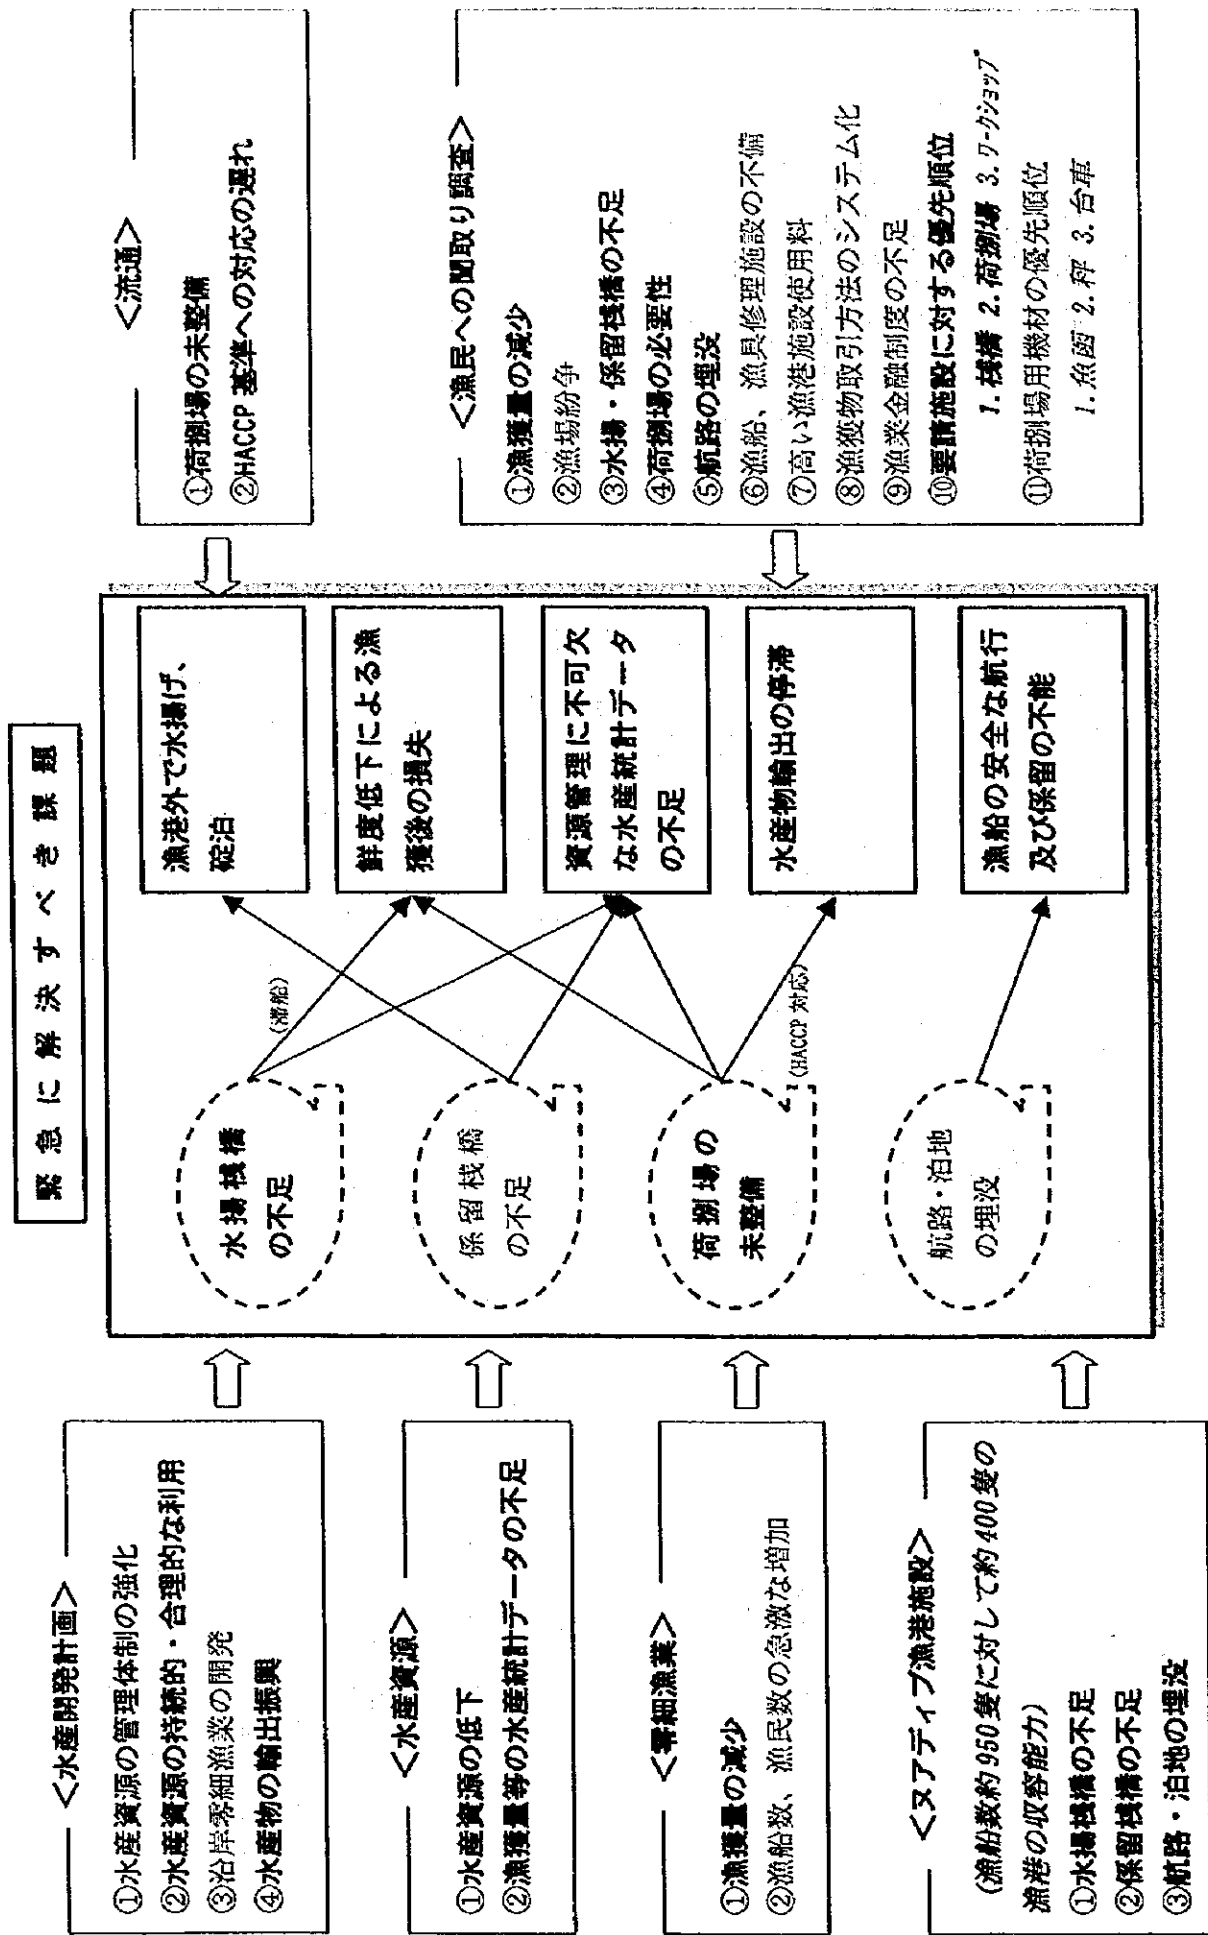 緊急に解決すべき課題
＜水産開発計画＞
①水産資源の管理体制の強化
②水産資源の持続的・合理的な利用
③沿岸零細漁業の開発
④水産物の輸出振興
＜水産資源＞
①水産資源の低下
②漁獲量等の水産統計データの不足
＜零細漁業＞
①漁獲量の減少
②漁船数、漁民数の急激な増加
＜ヌアディブ漁港施設＞
(漁船数約950隻に対して約400隻の
漁港の収容能力)
①水揚桟橋の不足
②係留桟橋の不足
③航路・泊地の埋没
水揚桟橋
の不足
係留桟橋
の不足
荷捌場の
未整備
航路・泊地
の埋没
(滞船)
(HACCP対応)
漁港外で水揚げ、
碇泊
鮮度低下による漁
獲後の損失
資源管理に不可欠
な水産統計データ
の不足
水産物輸出の停滞
漁船の安全な航行
及び係留の不能
＜流通＞
①荷捌場の未整備
②HACCP基準への対応の遅れ
＜漁民への聞取り調査＞
①漁獲量の減少
②漁場紛争
③水揚・係留桟橋の不足
④荷捌場の必要性
⑤航路の埋没
⑥漁船、漁具修理施設の不備
⑦高い漁港施設使用料
⑧漁獲物取引方法のシステム化
⑨漁業金融制度の不足
⑩要請施設に対する優先順位
1.桟橋 2.荷捌場 3.ワークショップ
⑪荷捌場用機材の優先順位
1.魚函 2.秤 3.台車